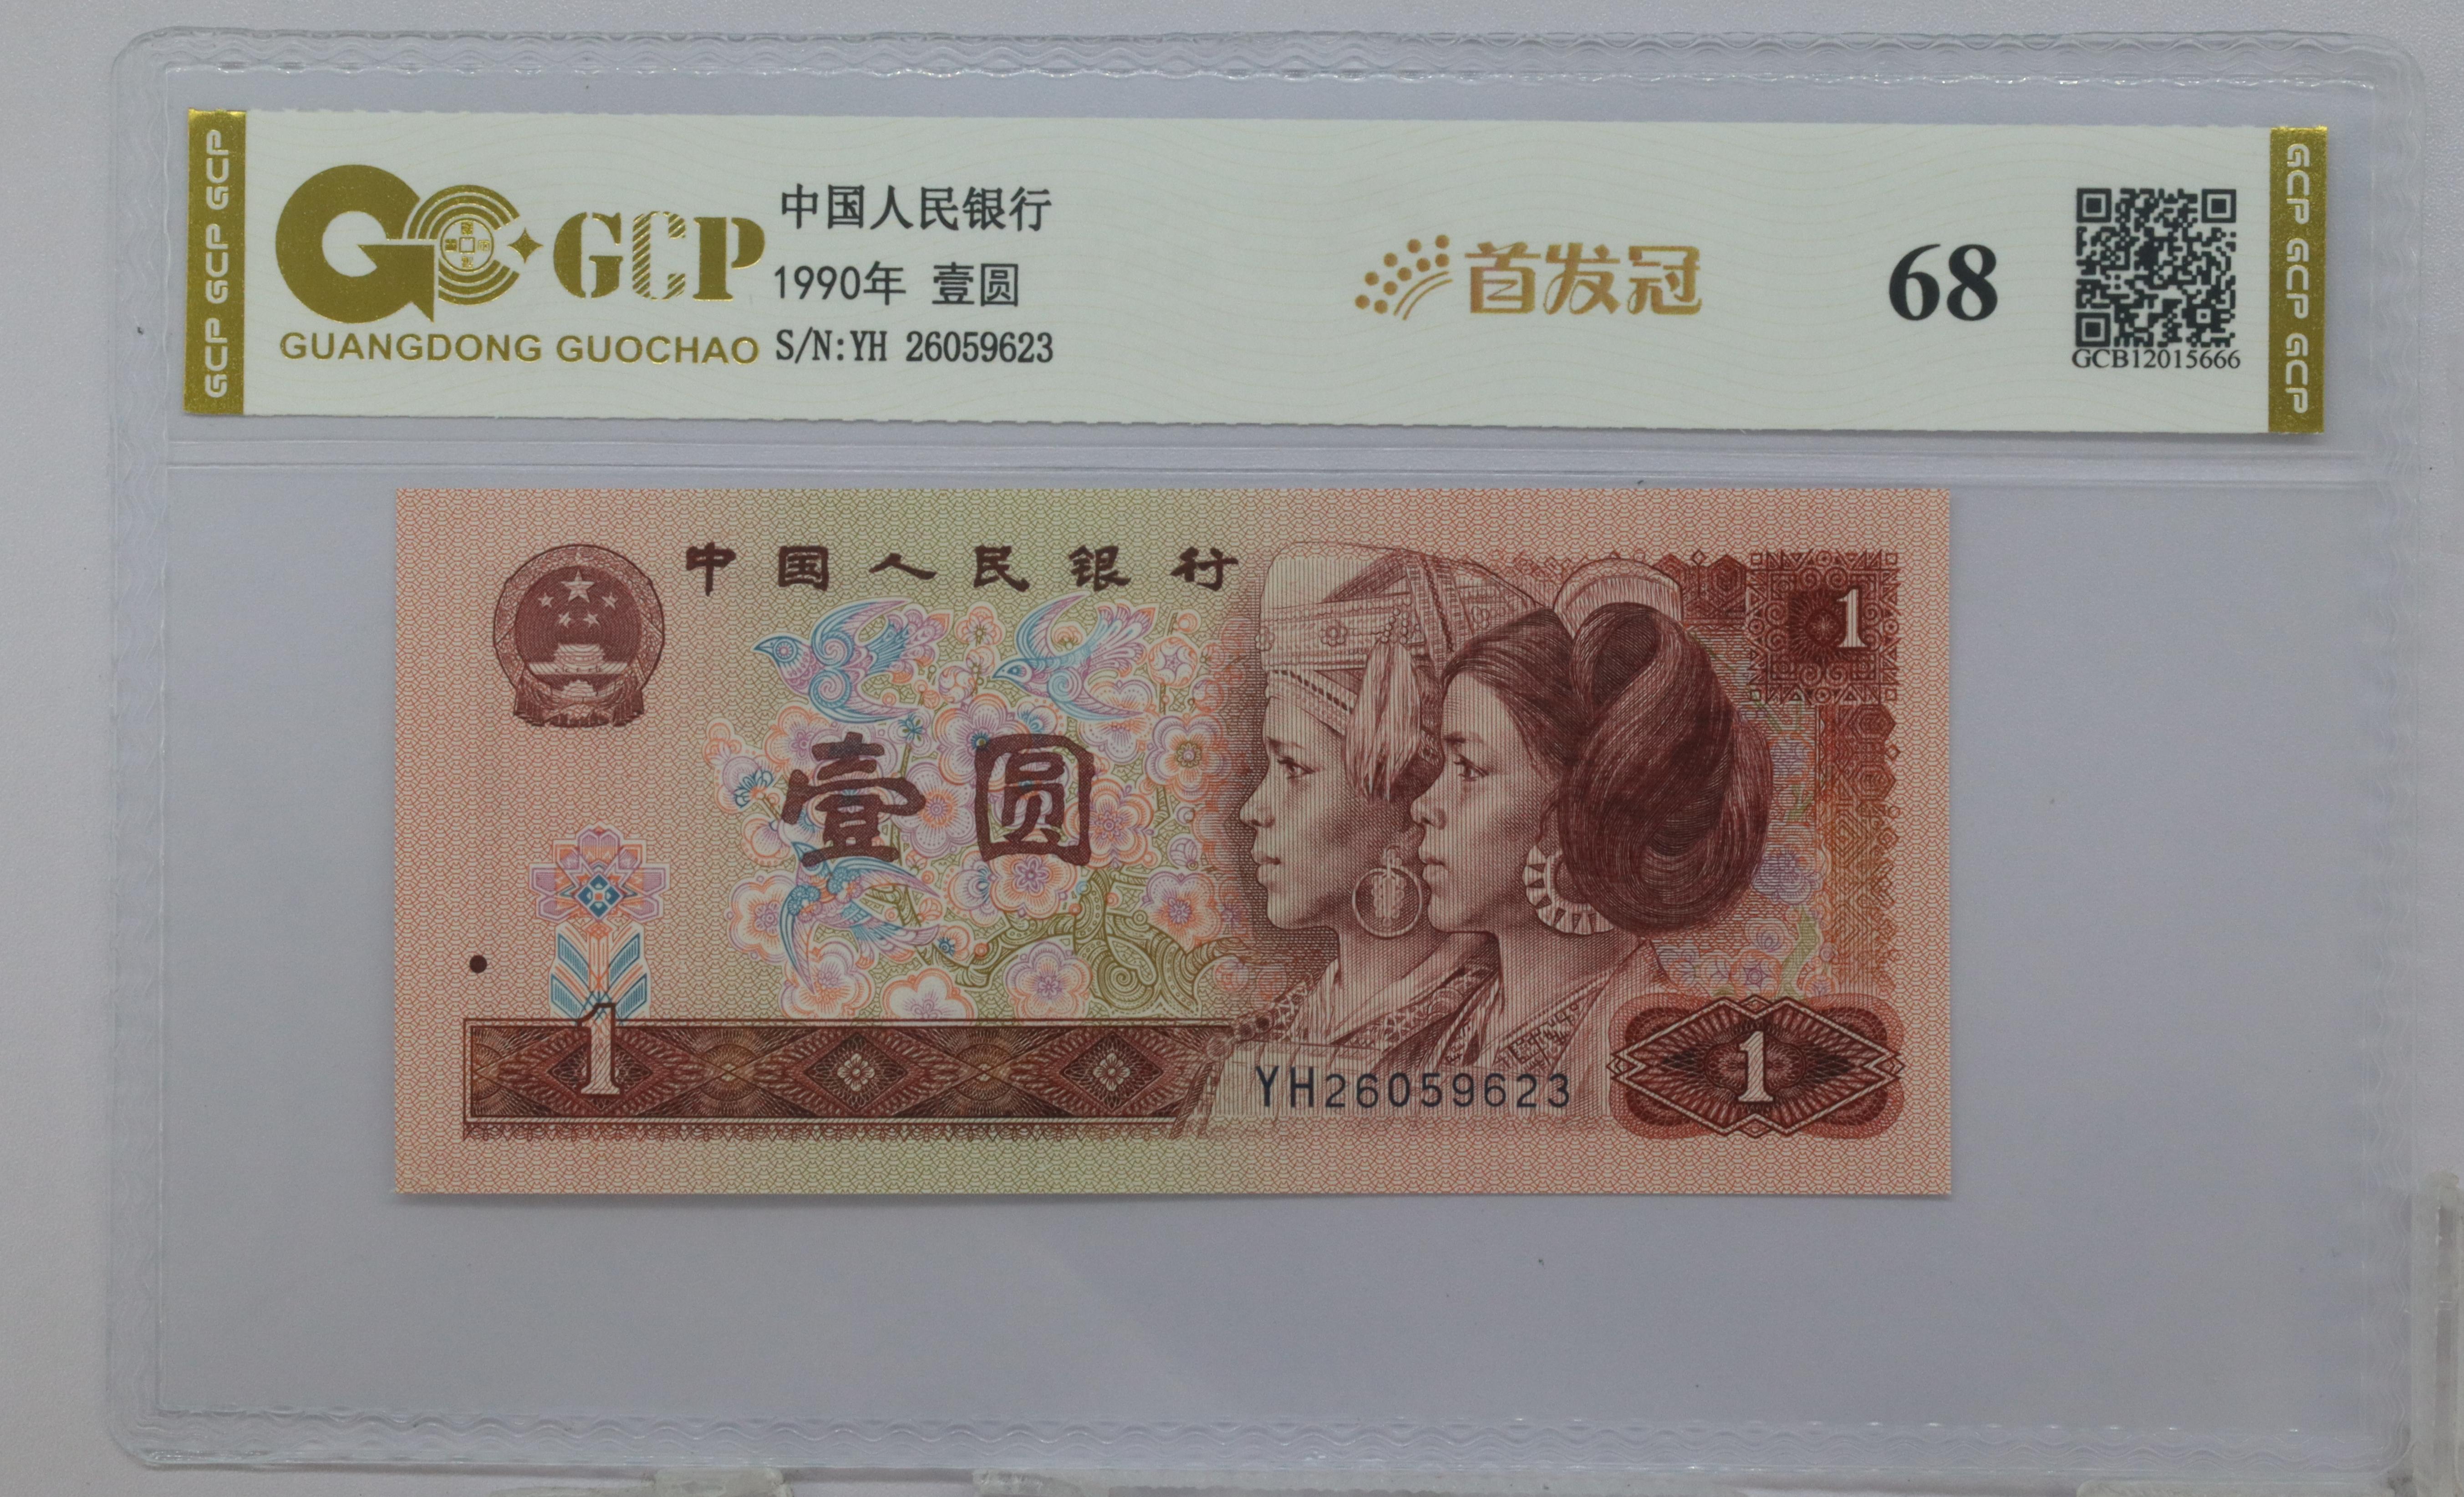 GCP GCP GCP
GCP
GUANGDONG GUOCHAO
中国人民银行
1990年 壹圆
S/N:YH 26059623
首发冠
68
GCB12015666
GCP GCP GCP
中国人民银行
1
壹圆
1
YH26059623
1